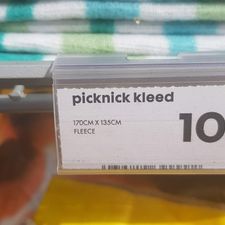 picknick kleed
170CM X 135CM
FLEECE
10